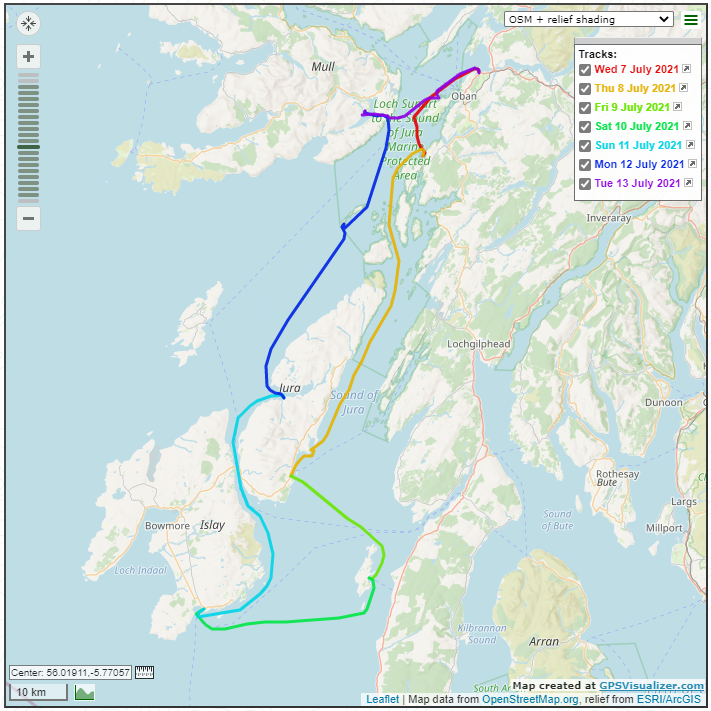 OSM + relief shading
Tracks:
Wed 7 July 2021
Thu 8 July 2021
Fri 9 July 2021
Sat 10 July 2021
Sun 11 July 2021
Mon 12 July 2021
Tue 13 July 2021
Mull
Oban
Loch Sunart
to the Sound
of Jura
Marine
Protected
Area
Inveraray
Lochgilphead
Jura
Sound of
Jura
Dunoon
Rothesay
Bute
Largs
Sound
of Bute
Millport
Bowmore
Islay
Loch Indaal
Kilbrannan
Sound
Arran
South Ar
Center: 56.01911,-5.77057
10 km
Map created at GPSVisualizer.com
Leaflet | Map data from OpenStreetMap.org, relief from ESRI/ArcGIS